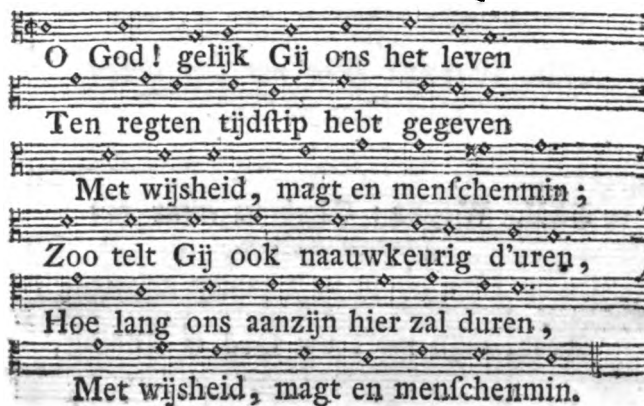 O God! gelijk Gij ons het leven
Ten regten tijdſtip hebt gegeven
Met wijsheid, magt en menſchenmin;
Zoo telt Gij ook naauwkeurig d'uren,
Hoe lang ons aanzijn hier zal duren,
Met wijsheid, magt en menſchenmin.